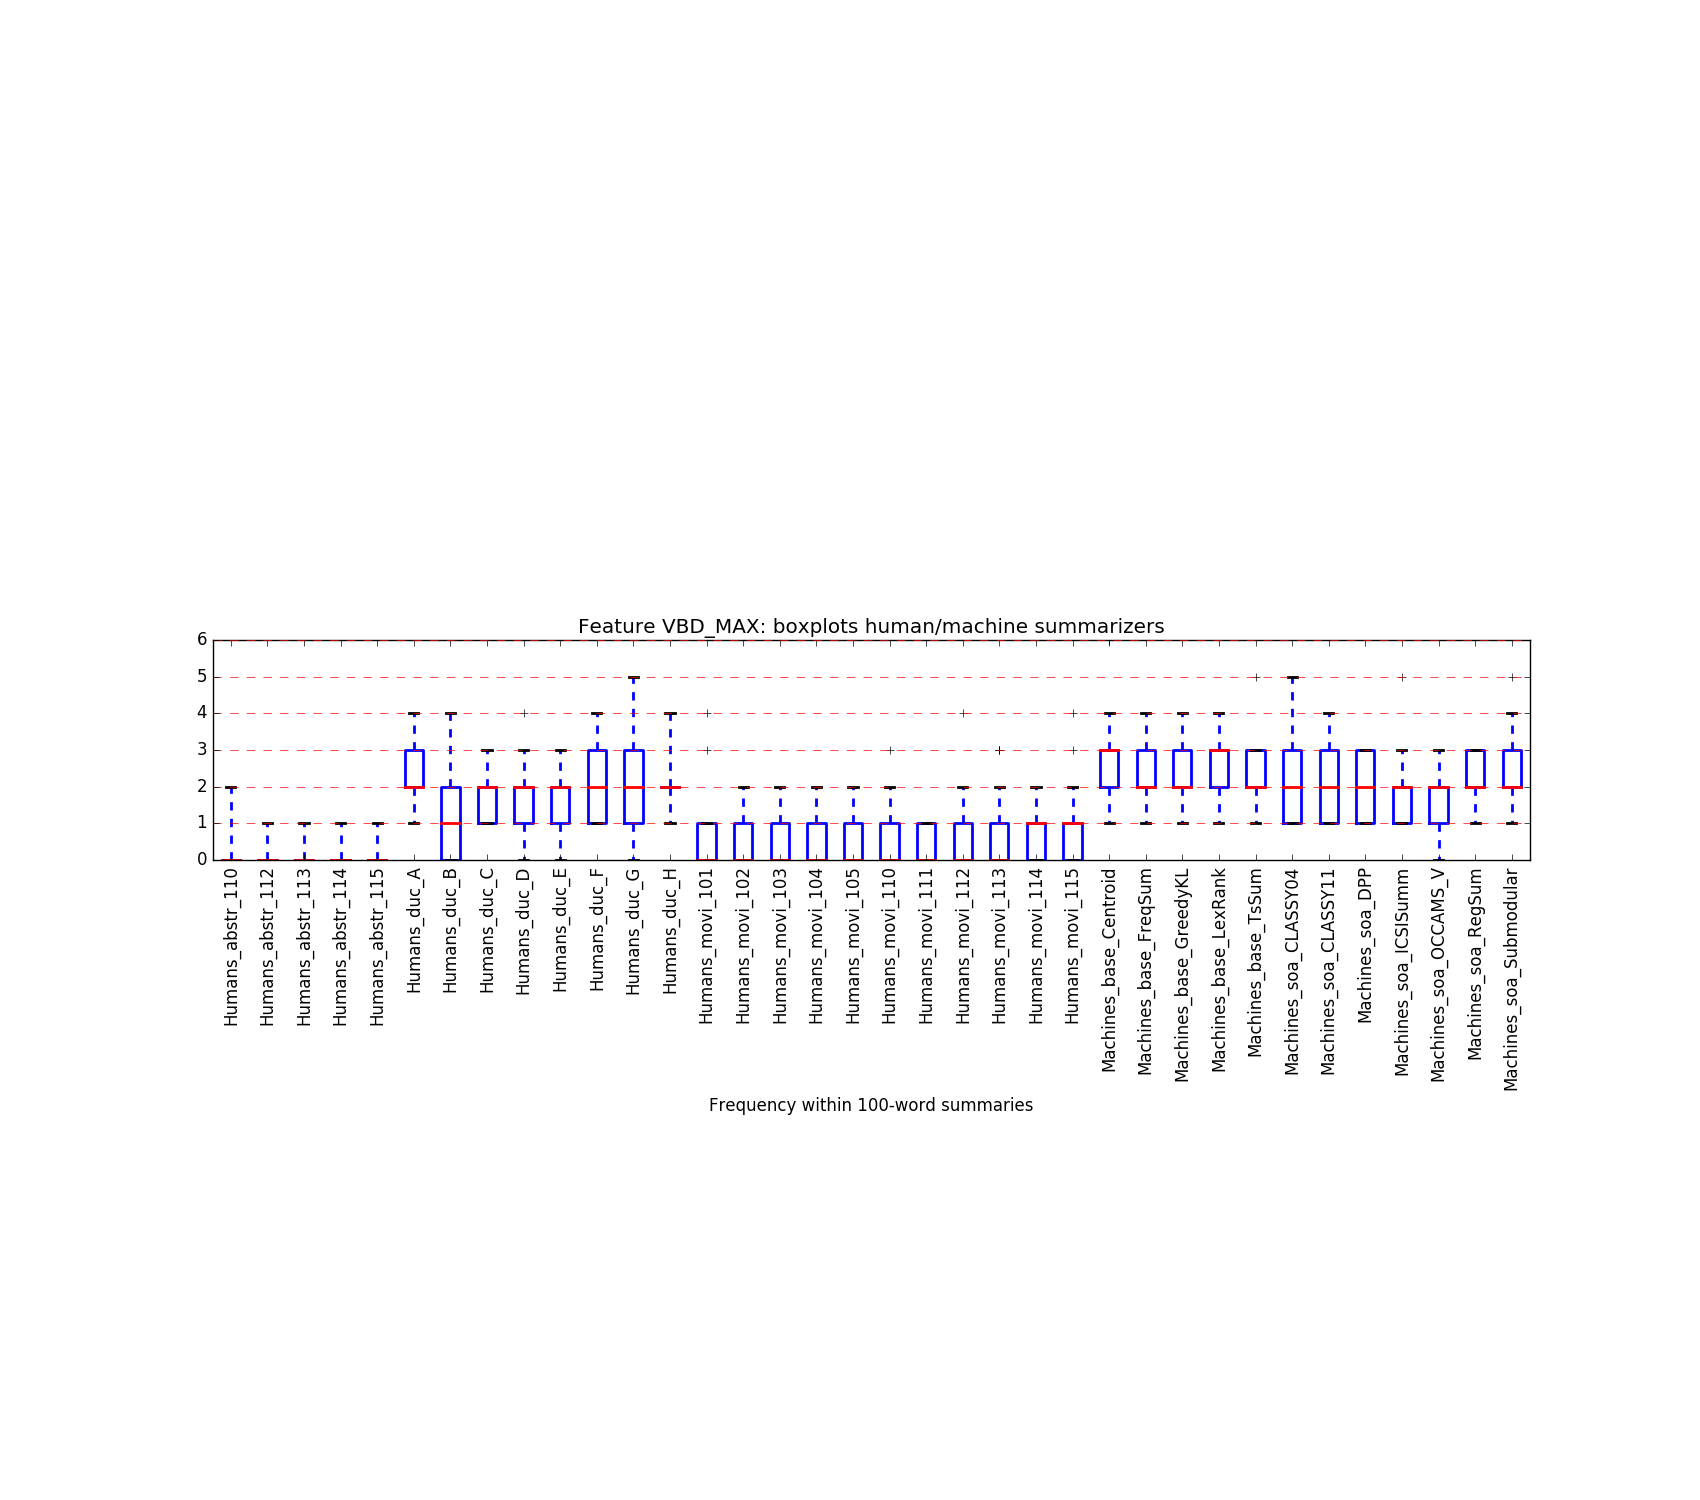 Feature VBD_MAX: boxplots human/machine summarizers
6
5
4
3
2
1
0
Humans_abstr_110
Humans_abstr_112
Humans_abstr_113
Humans_abstr_114
Humans_abstr_115
Humans_duc_A
Humans_duc_B
Humans_duc_C
Humans_duc_D
Humans_duc_E
Humans_duc_F
Humans_duc_G
Humans_duc_H
Humans_movi_101
Humans_movi_102
Humans_movi_103
Humans_movi_104
Humans_movi_105
Humans_movi_110
Humans_movi_111
Humans_movi_112
Humans_movi_113
Humans_movi_114
Humans_movi_115
Machines_base_Centroid
Machines_base_FreqSum
Machines_base_GreedyKL
Machines_base_LexRank
Machines_base_TsSum
Machines_soa_CLASSY04
Machines_soa_CLASSY11
Machines_soa_DPP
Machines_soa_ICSISumm
Machines_soa_OCCAMS_V
Machines_soa_RegSum
Machines_soa_Submodular
Frequency within 100-word summaries